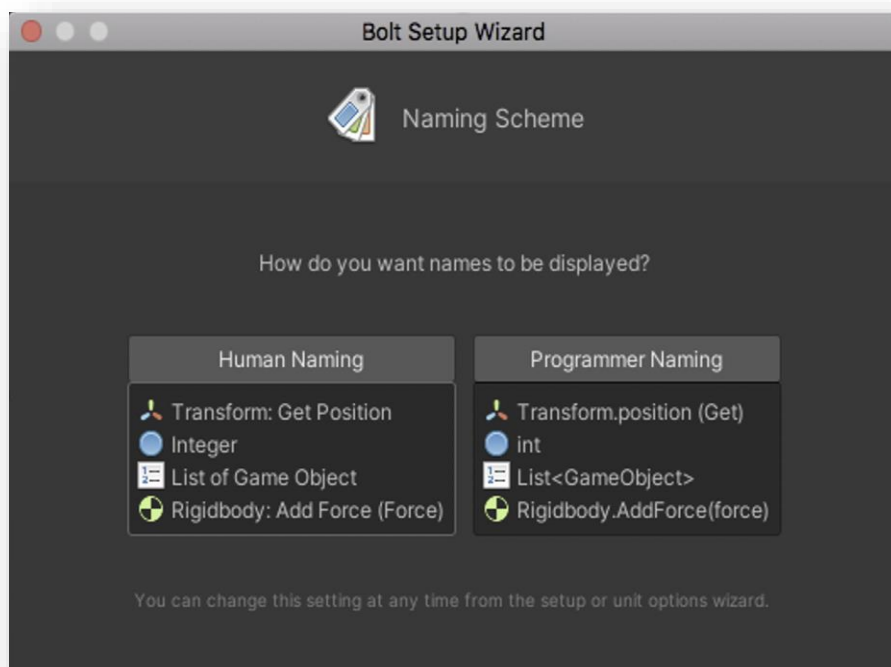 Bolt Setup Wizard
Naming Scheme
How do you want names to be displayed?
Human Naming
Transform: Get Position
Integer
List of Game Object
Rigidbody: Add Force (Force)
Programmer Naming
Transform.position (Get)
int
List<GameObject>
Rigidbody.AddForce(force)
You can change this setting at any time from the setup or unit options wizard.